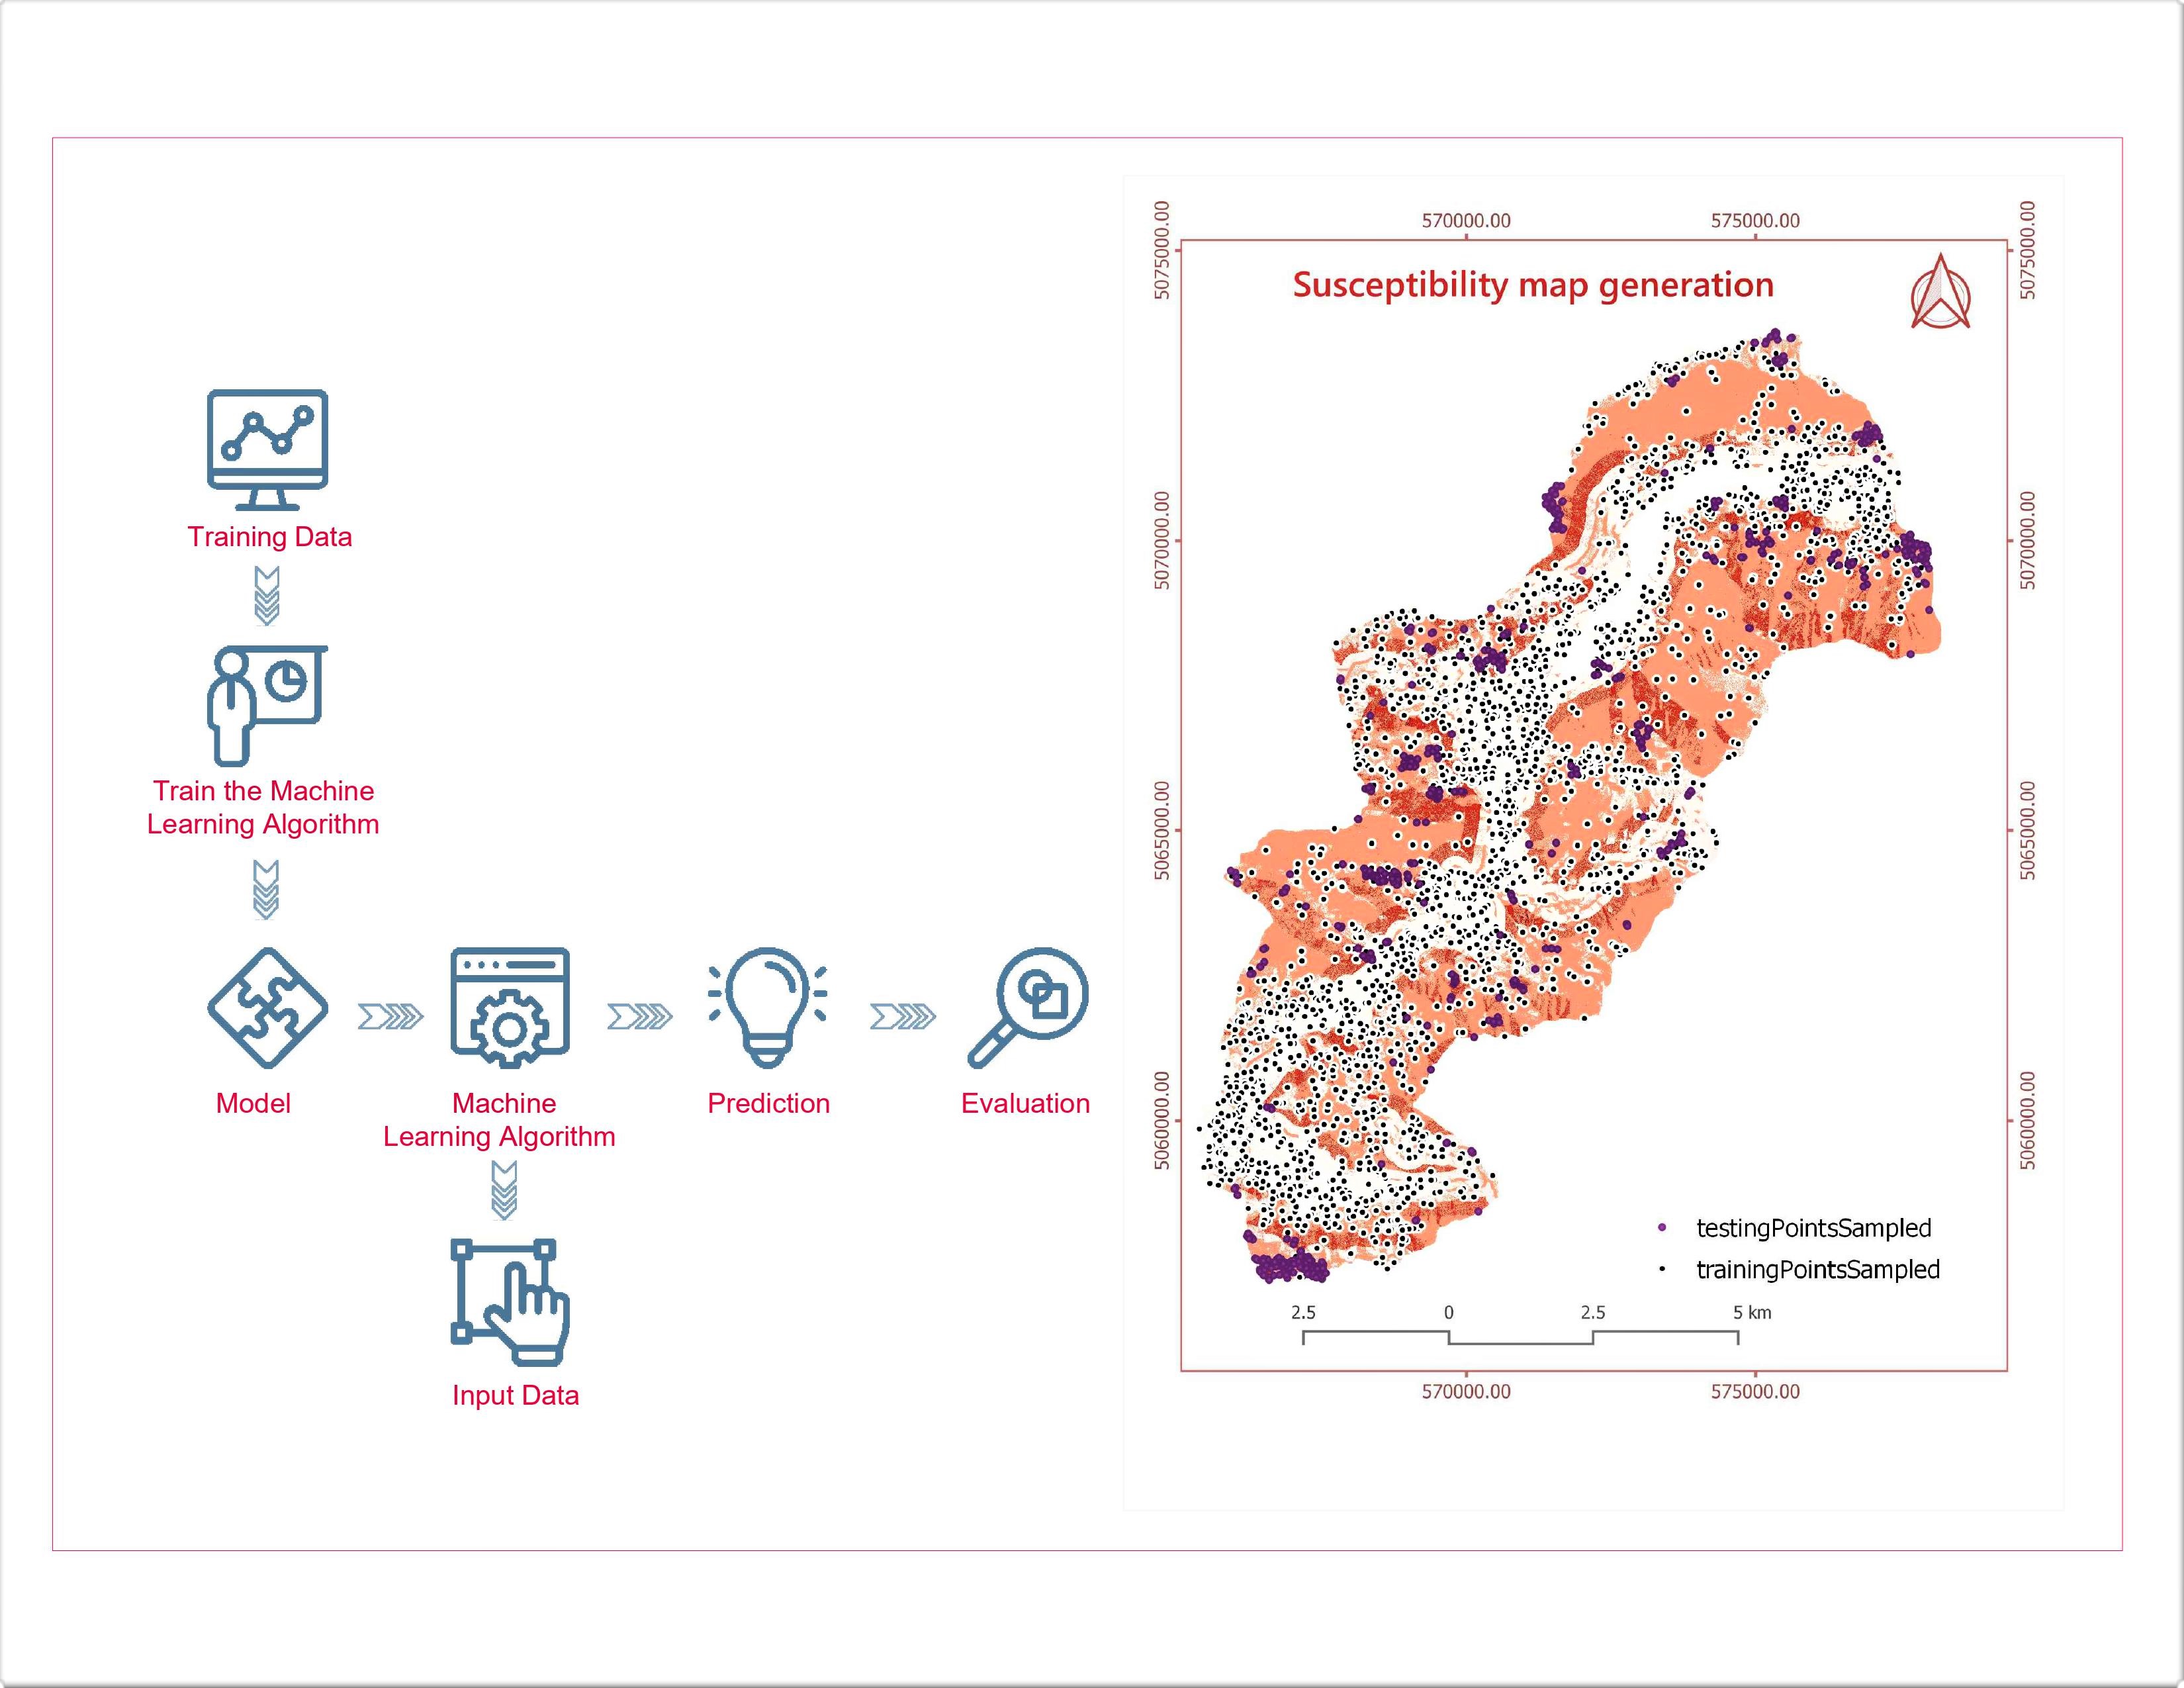 Training Data
Train the Machine
Learning Algorithm
Model
Machine
Learning Algorithm
Prediction
Evaluation
Input Data
570000.00
575000.00
5075000.00
5075000.00
Susceptibility map generation
5070000.00
5070000.00
5065000.00
5065000.00
5060000.00
5060000.00
testingPointsSampled
trainingPointsSampled
2.5 0 2.5 5 km
570000.00
575000.00